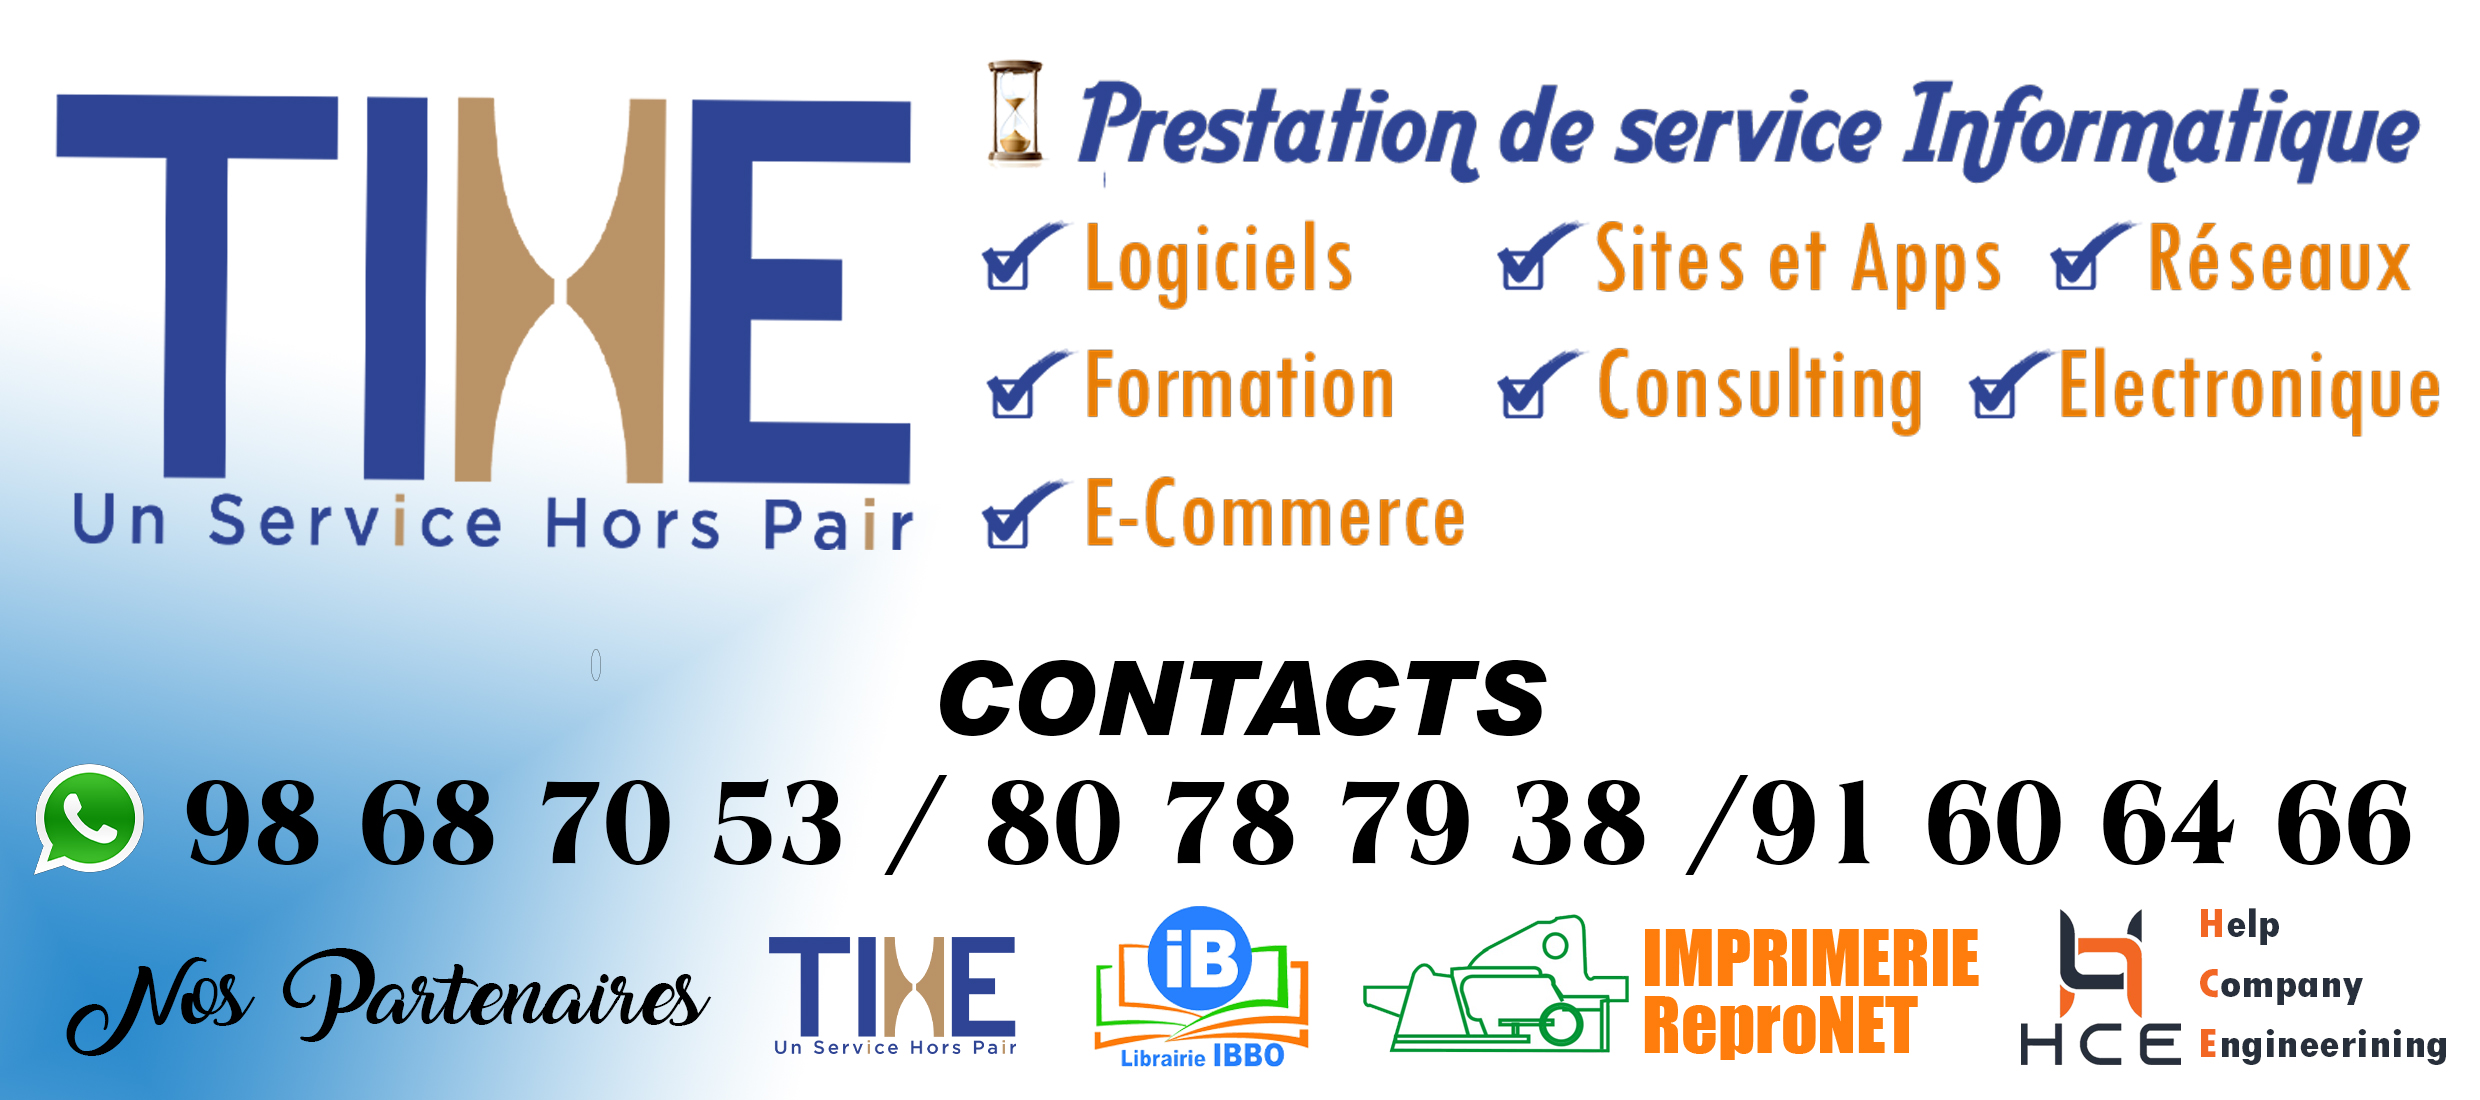 TIME
Un Service Hors Pair
Prestation de service Informatique
Logiciels
Sites et Apps
Réseaux
Formation
Consulting
Electronique
E-Commerce
CONTACTS
98 68 70 53 / 80 78 79 38 /91 60 64 66
Nos Partenaires
TIME
Un Service Hors Pair
iB
Librairie IBBO
IMPRIMERIE
ReproNET
HCE
Help
Company
Engineerining